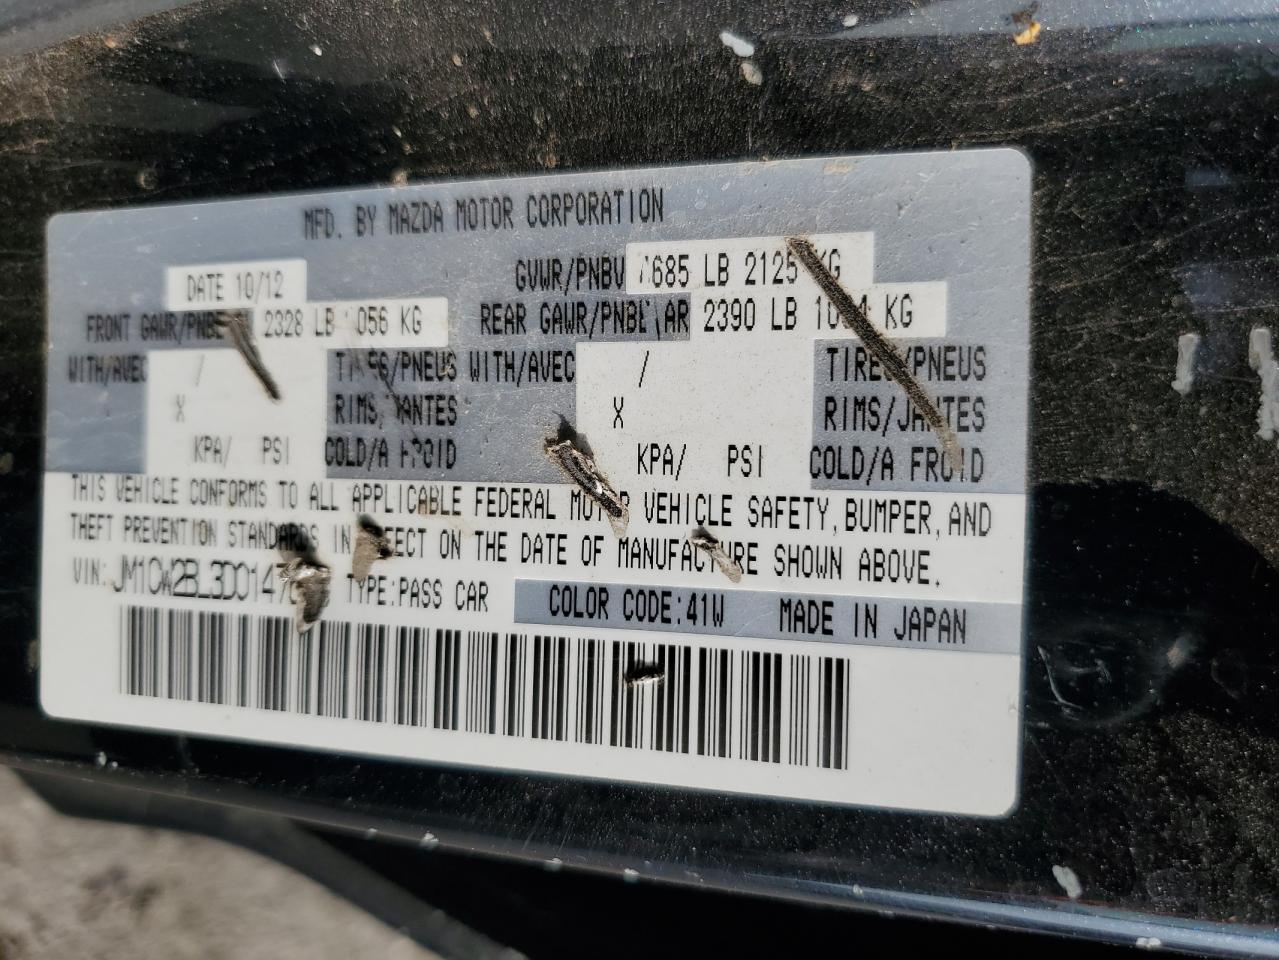 MFD. BY MAZDA MOTOR CORPORATION
DATE 10/12 GVWR/PNBV 685 LB 2125 KG
FRONT GAWR/PNBE 2328 LB 056 KG REAR GAWR/PNBE\AR 2390 LB KG
WITH/AVEC / TIRES/PNEUS WITH/AVEC / TIRES/PNEUS
X RIMS/JANTES X RIMS/JANTES
KPA/ PSI COLD/A FROID KPA/ PSI COLD/A FROID
THIS VEHICLE CONFORMS TO ALL APPLICABLE FEDERAL MOTOR VEHICLE SAFETY, BUMPER, AND
THEFT PREVENTION STANDARDS IN EFFECT ON THE DATE OF MANUFACTURE SHOWN ABOVE.
VIN: JM1CW2BL3D0147 TYPE:PASS CAR COLOR CODE:41W MADE IN JAPAN